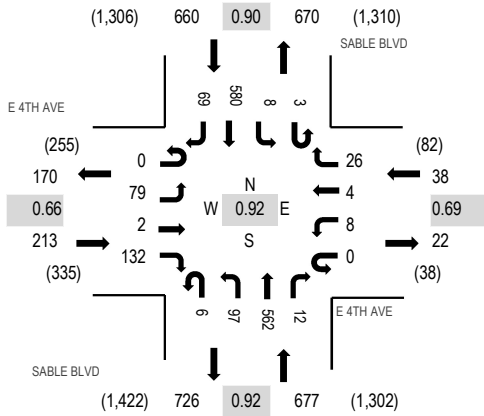 (1,306) 660 0.90 670 (1,310)
SABLE BLVD
E 4TH AVE
69 580 8 3
(255) (82)
170 0 26 38
79 N 4
0.66 W 0.92 E 0.69
213 2 S 8 22
132 0
(335) (38)
6 97 562 12
E 4TH AVE
SABLE BLVD
(1,422) 726 0.92 677 (1,302)